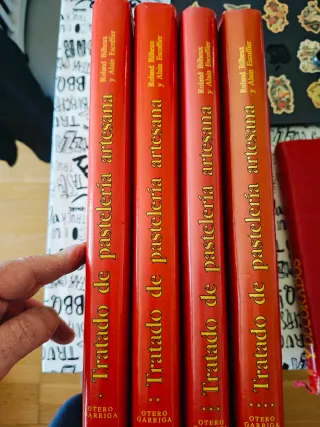 Roland Bilheux
y Alain Escoffier
· Tratado de pastelería artesana
OTERO
GARRIGA
Roland Bilheux
y Alain Escoffier
: Tratado de pastelería artesana
OTERO
GARRIGA
Roland Bilheux
y Alain Escoffier
⋮ Tratado de pastelería artesana
OTERO
GARRIGA
Roland Bilheux
y Alain Escoffier
:: Tratado de pastelería artesana
OTERO
GARRIGA
BBQ
BBQ